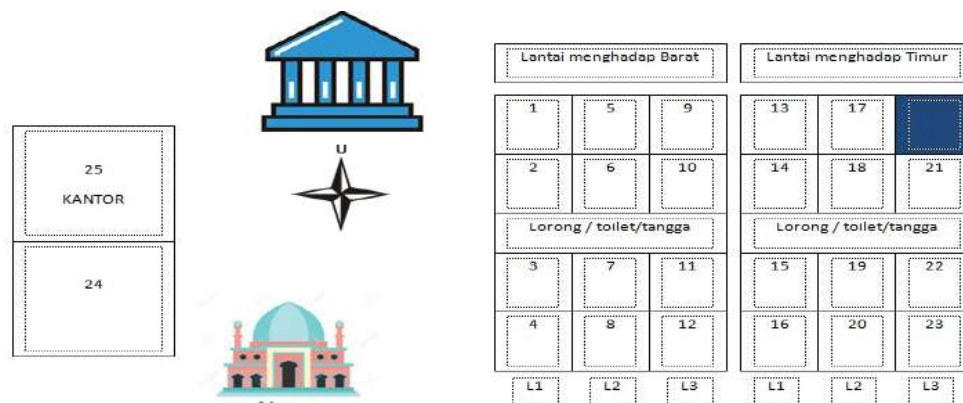 25
KANTOR
24
U
Lantai menghadap Barat
1 5 9
2 6 10
Lorong / toilet/tangga
3 7 11
4 8 12
L1 L2 L3
Lantai menghadap Timur
13 17
14 18 21
Lorong / toilet/tangga
15 19 22
16 20 23
L1 L2 L3